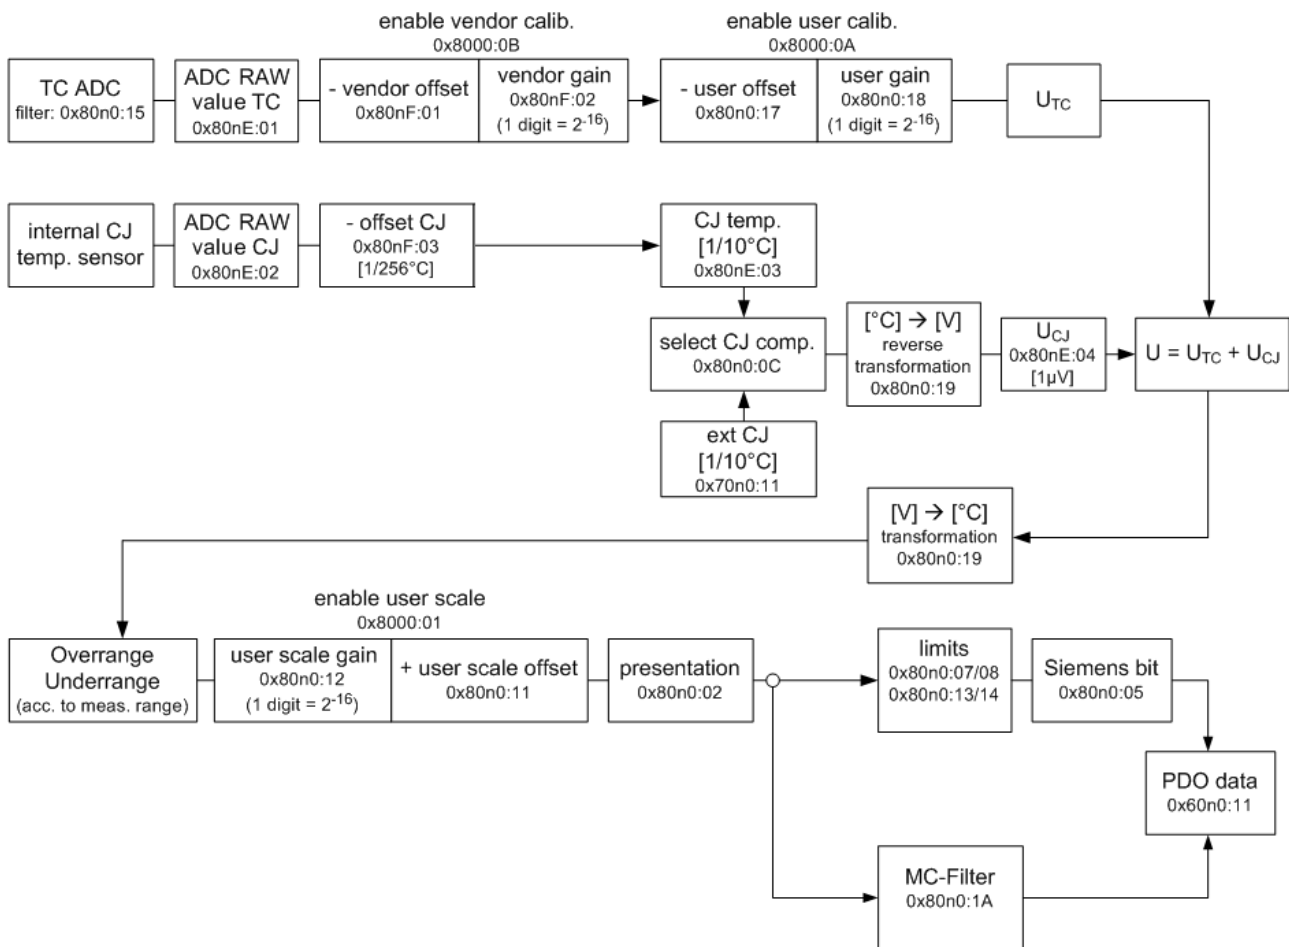 enable vendor calib.
0x8000:0B
enable user calib.
0x8000:0A
TC ADC
filter: 0x80n0:15
ADC RAW
value TC
0x80nE:01
- vendor offset
0x80nF:01
vendor gain
0x80nF:02
(1 digit = 2⁻¹⁶)
- user offset
0x80n0:17
user gain
0x80n0:18
(1 digit = 2⁻¹⁶)
U_TC
internal CJ
temp. sensor
ADC RAW
value CJ
0x80nE:02
- offset CJ
0x80nF:03
[1/256°C]
CJ temp.
[1/10°C]
0x80nE:03
select CJ comp.
0x80n0:0C
[°C] → [V]
reverse
transformation
0x80n0:19
U_CJ
0x80nE:04
[1µV]
U = U_TC + U_CJ
ext CJ
[1/10°C]
0x70n0:11
[V] → [°C]
transformation
0x80n0:19
enable user scale
0x8000:01
Overrange
Underrange
(acc. to meas. range)
user scale gain
0x80n0:12
(1 digit = 2⁻¹⁶)
+ user scale offset
0x80n0:11
presentation
0x80n0:02
limits
0x80n0:07/08
0x80n0:13/14
Siemens bit
0x80n0:05
PDO data
0x60n0:11
MC-Filter
0x80n0:1A